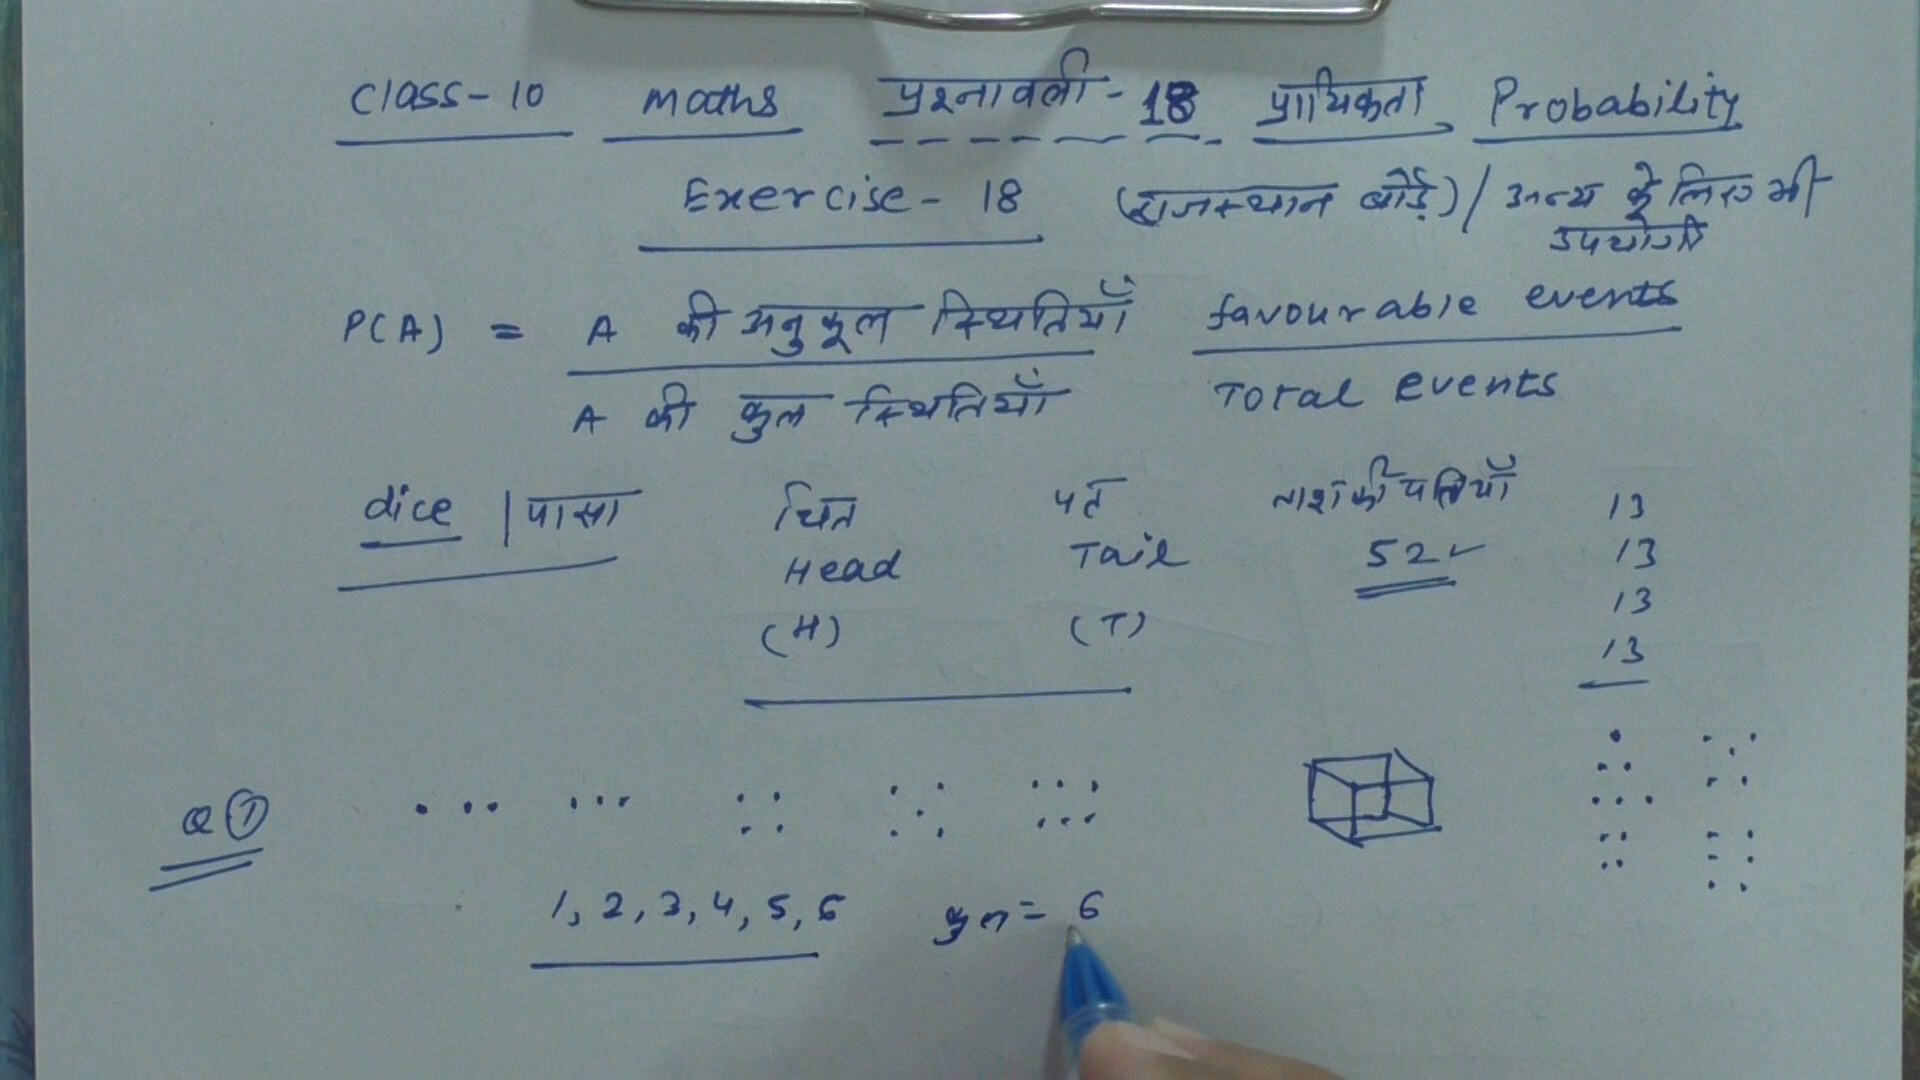 Class-10 Maths प्रश्नावली-18 प्रायिकता Probability
Exercise-18 (राजस्थान बोर्ड)/अन्य के लिए भी
उपयोगी
P(A) = A की अनुकूल स्थितियाँ favourable events
A की कुल स्थितियाँ Total events
dice | पासा चित पट ताश की पत्तियाँ 13
Head Tail 52 13
(H) (T) 13
13
Q①
1, 2, 3, 4, 5, 6 कुल = 6